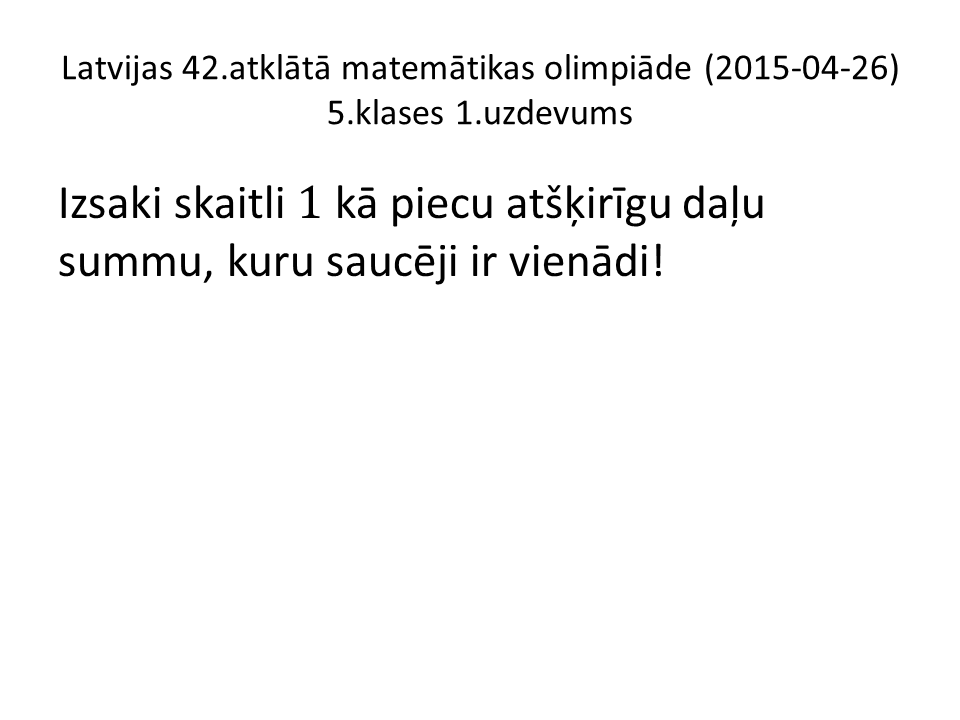 Latvijas 42.atklātā matemātikas olimpiāde (2015-04-26)
5.klases 1.uzdevums
Izsaki skaitli 1 kā piecu atšķirīgu daļu
summu, kuru saucēji ir vienādi!